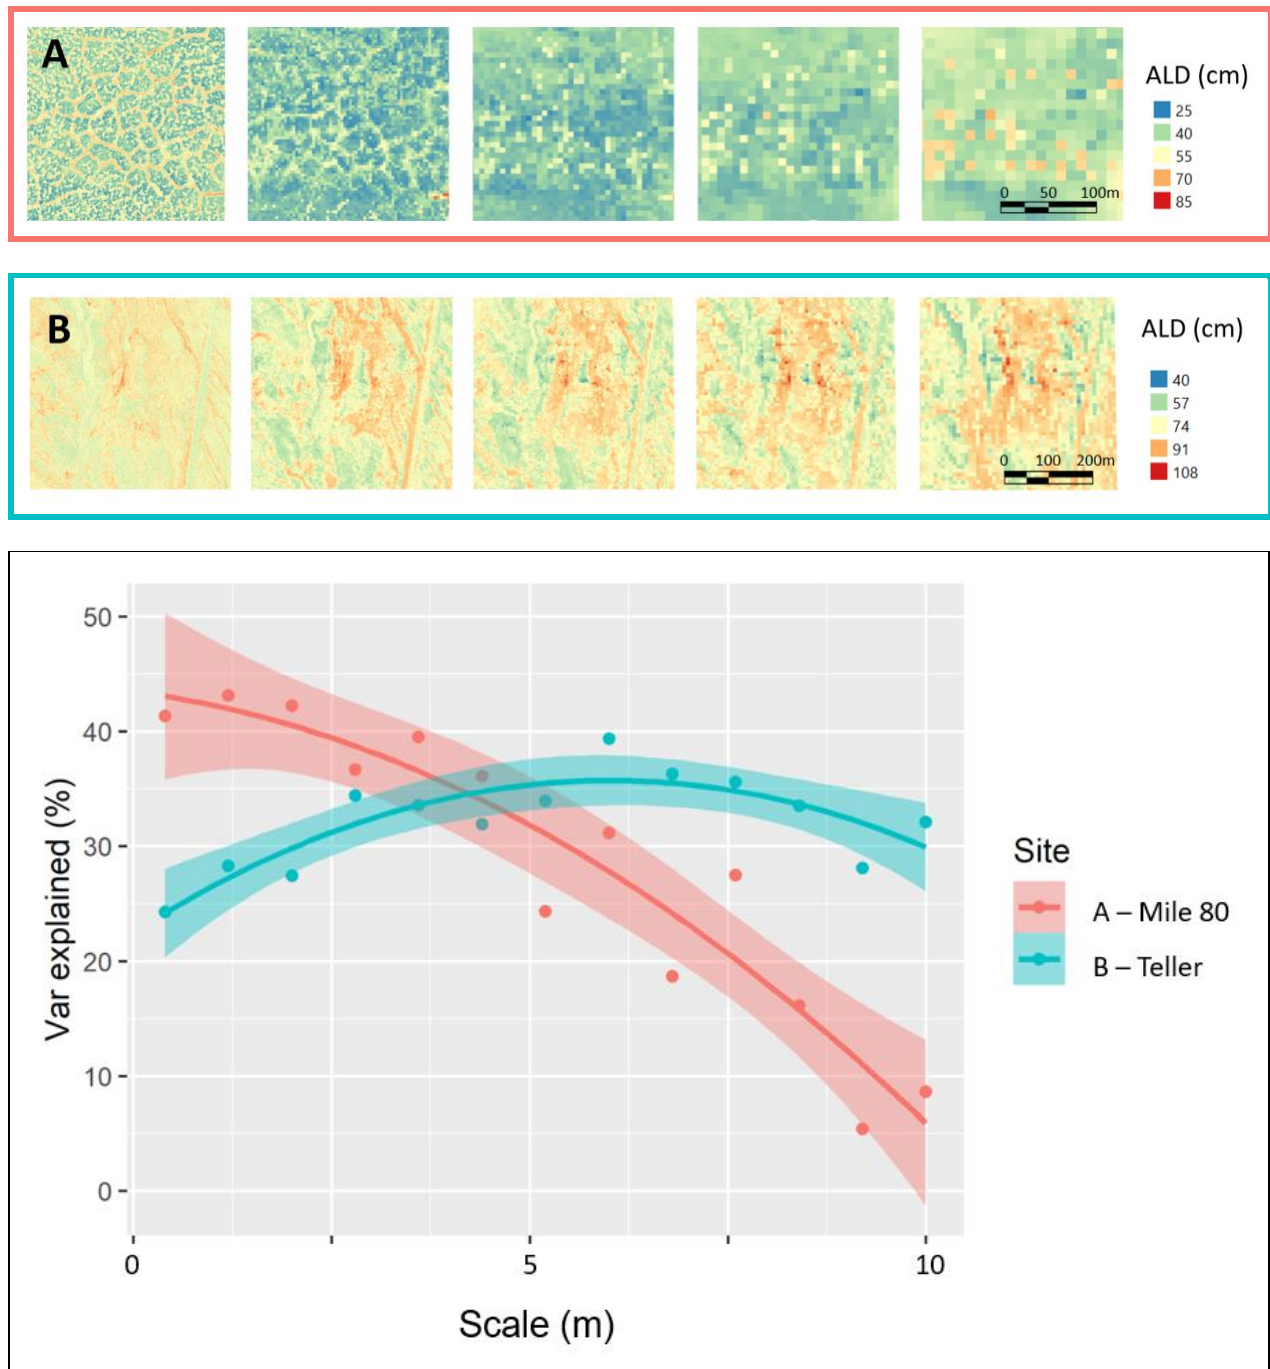 A
ALD (cm)
25
40
55
70
85
0 50 100m
B
ALD (cm)
40
57
74
91
108
0 100 200m
50
40
30
20
10
0
Var explained (%)
0 5 10
Scale (m)
Site
A – Mile 80
B – Teller